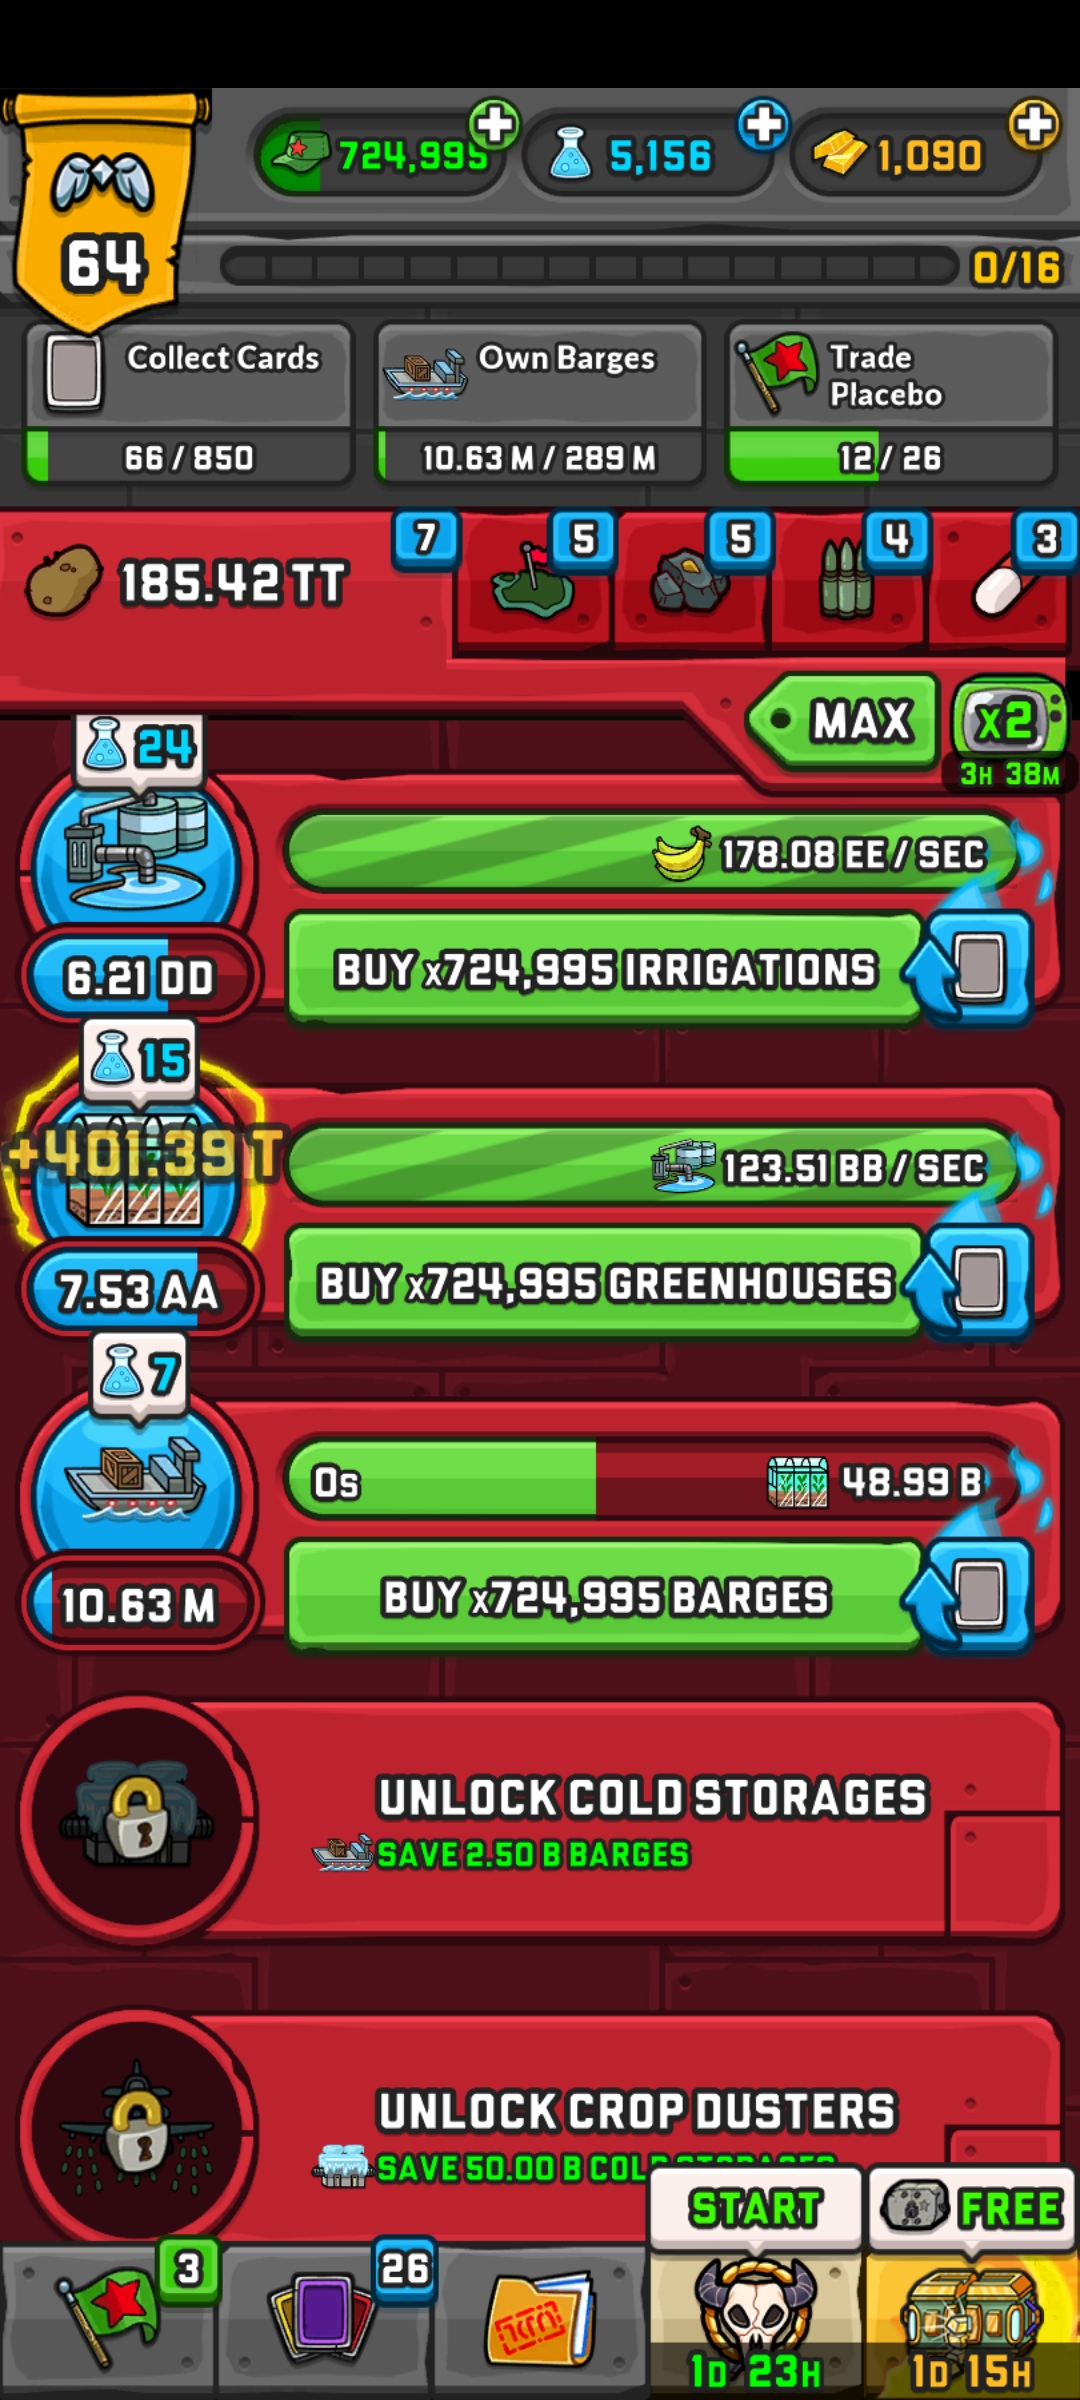 724,995
5,156
1,090
64
0/16
Collect Cards
66 / 850
Own Barges
10.63 M / 289 M
Trade
Placebo
12 / 26
185.42 TT
7
5
5
4
3
MAX
x2
3H 38M
24
178.08 EE / SEC
6.21 DD
BUY x724,995 IRRIGATIONS
15
+401.39 T
123.51 BB / SEC
7.53 AA
BUY x724,995 GREENHOUSES
7
0s
48.99 B
10.63 M
BUY x724,995 BARGES
UNLOCK COLD STORAGES
SAVE 2.50 B BARGES
UNLOCK CROP DUSTERS
SAVE 50.00 B COLD STORAGES
START
FREE
3
26
1D 23H
1D 15H